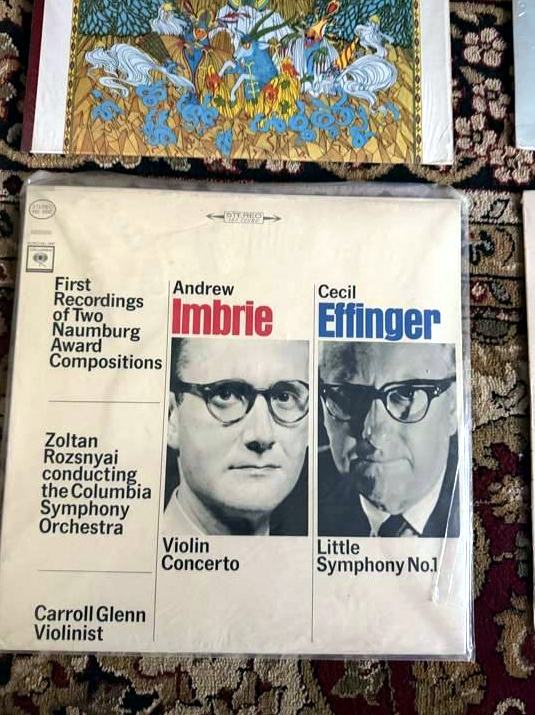 STEREO
STEREO
First
Recordings
of Two
Naumburg
Award
Compositions
Zoltan
Rozsnyai
conducting
the Columbia
Symphony
Orchestra
Carroll Glenn
Violinist
Andrew
Imbrie
Violin
Concerto
Cecil
Effinger
Little
Symphony No.1